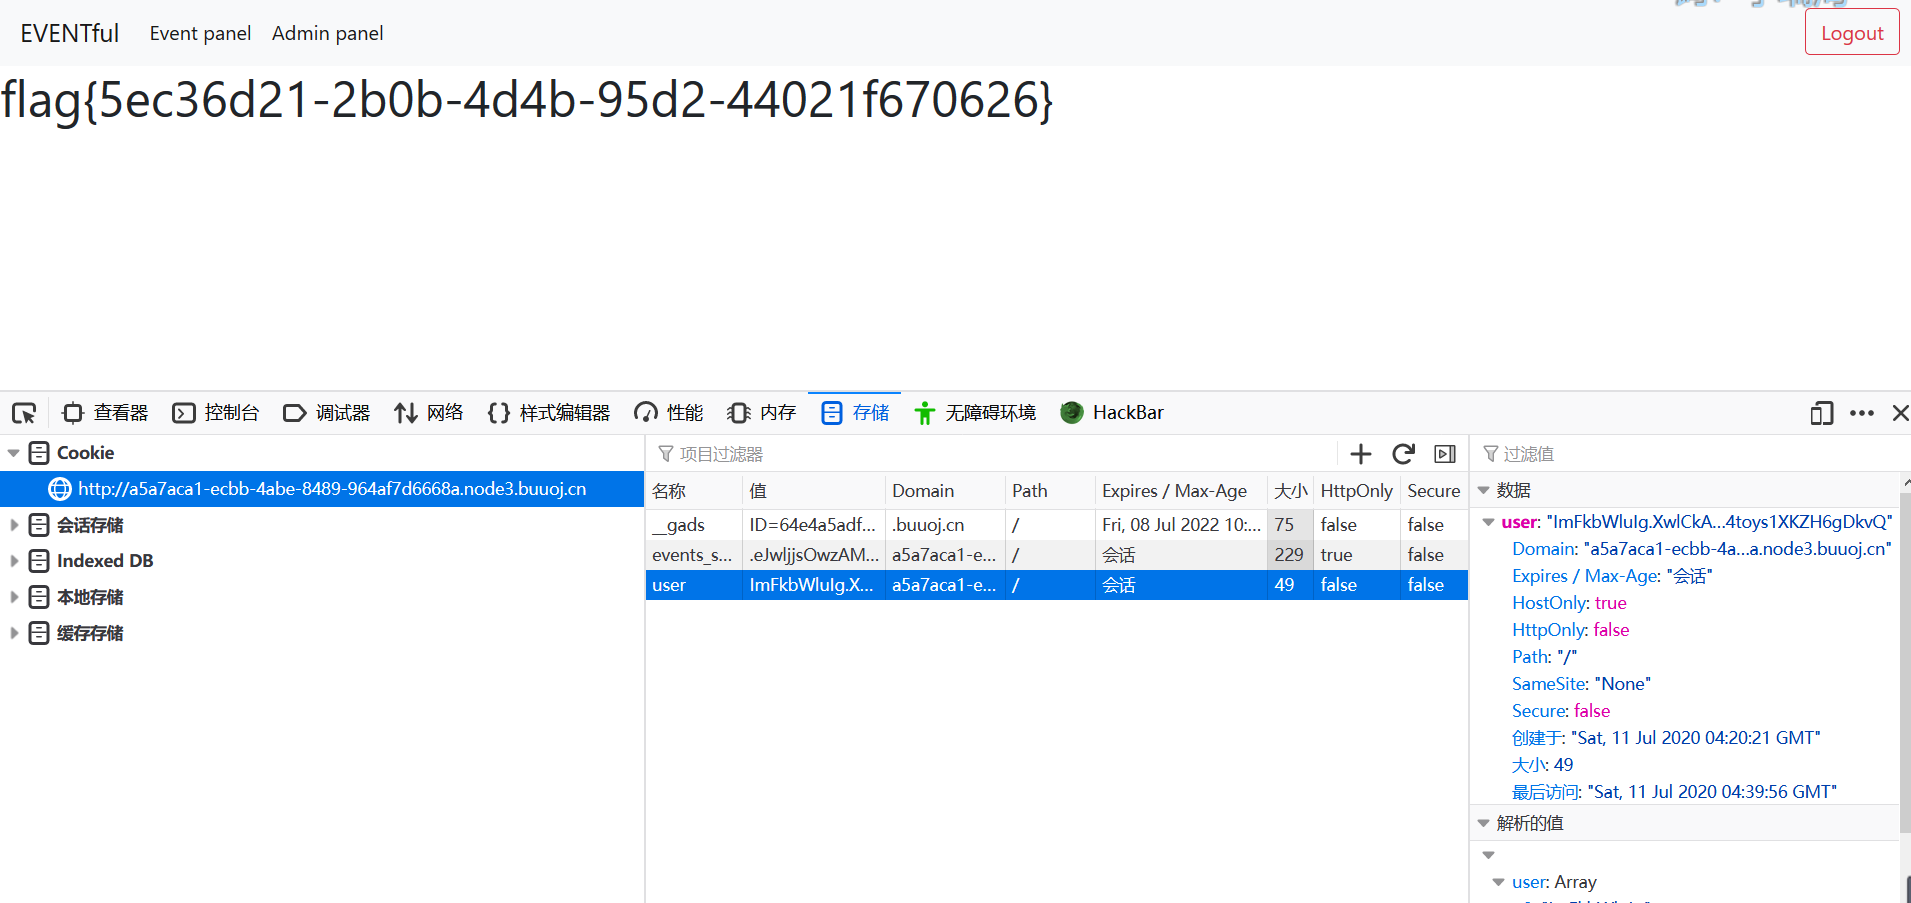 EVENTful Event panel Admin panel Logout
flag{5ec36d21-2b0b-4d4b-95d2-44021f670626}
查看器 控制台 调试器 网络 样式编辑器 性能 内存 存储 无障碍环境 HackBar
Cookie
http://a5a7aca1-ecbb-4abe-8489-964af7d6668a.node3.buuoj.cn
会话存储
Indexed DB
本地存储
缓存存储
项目过滤器
名称 值 Domain Path Expires / Max-Age 大小 HttpOnly Secure
__gads ID=64e4a5adf... .buuoj.cn / Fri, 08 Jul 2022 10:... 75 false false
events_s... .eJwljjsOwzAM... a5a7aca1-e... / 会话 229 true false
user ImFkbWluIg.X... a5a7aca1-e... / 会话 49 false false
过滤值
数据
user: "ImFkbWluIg.XwlCkA...4toys1XKZH6gDkvQ"
Domain: "a5a7aca1-ecbb-4a...a.node3.buuoj.cn"
Expires / Max-Age: "会话"
HostOnly: true
HttpOnly: false
Path: "/"
SameSite: "None"
Secure: false
创建于: "Sat, 11 Jul 2020 04:20:21 GMT"
大小: 49
最后访问: "Sat, 11 Jul 2020 04:39:56 GMT"
解析的值
user: Array